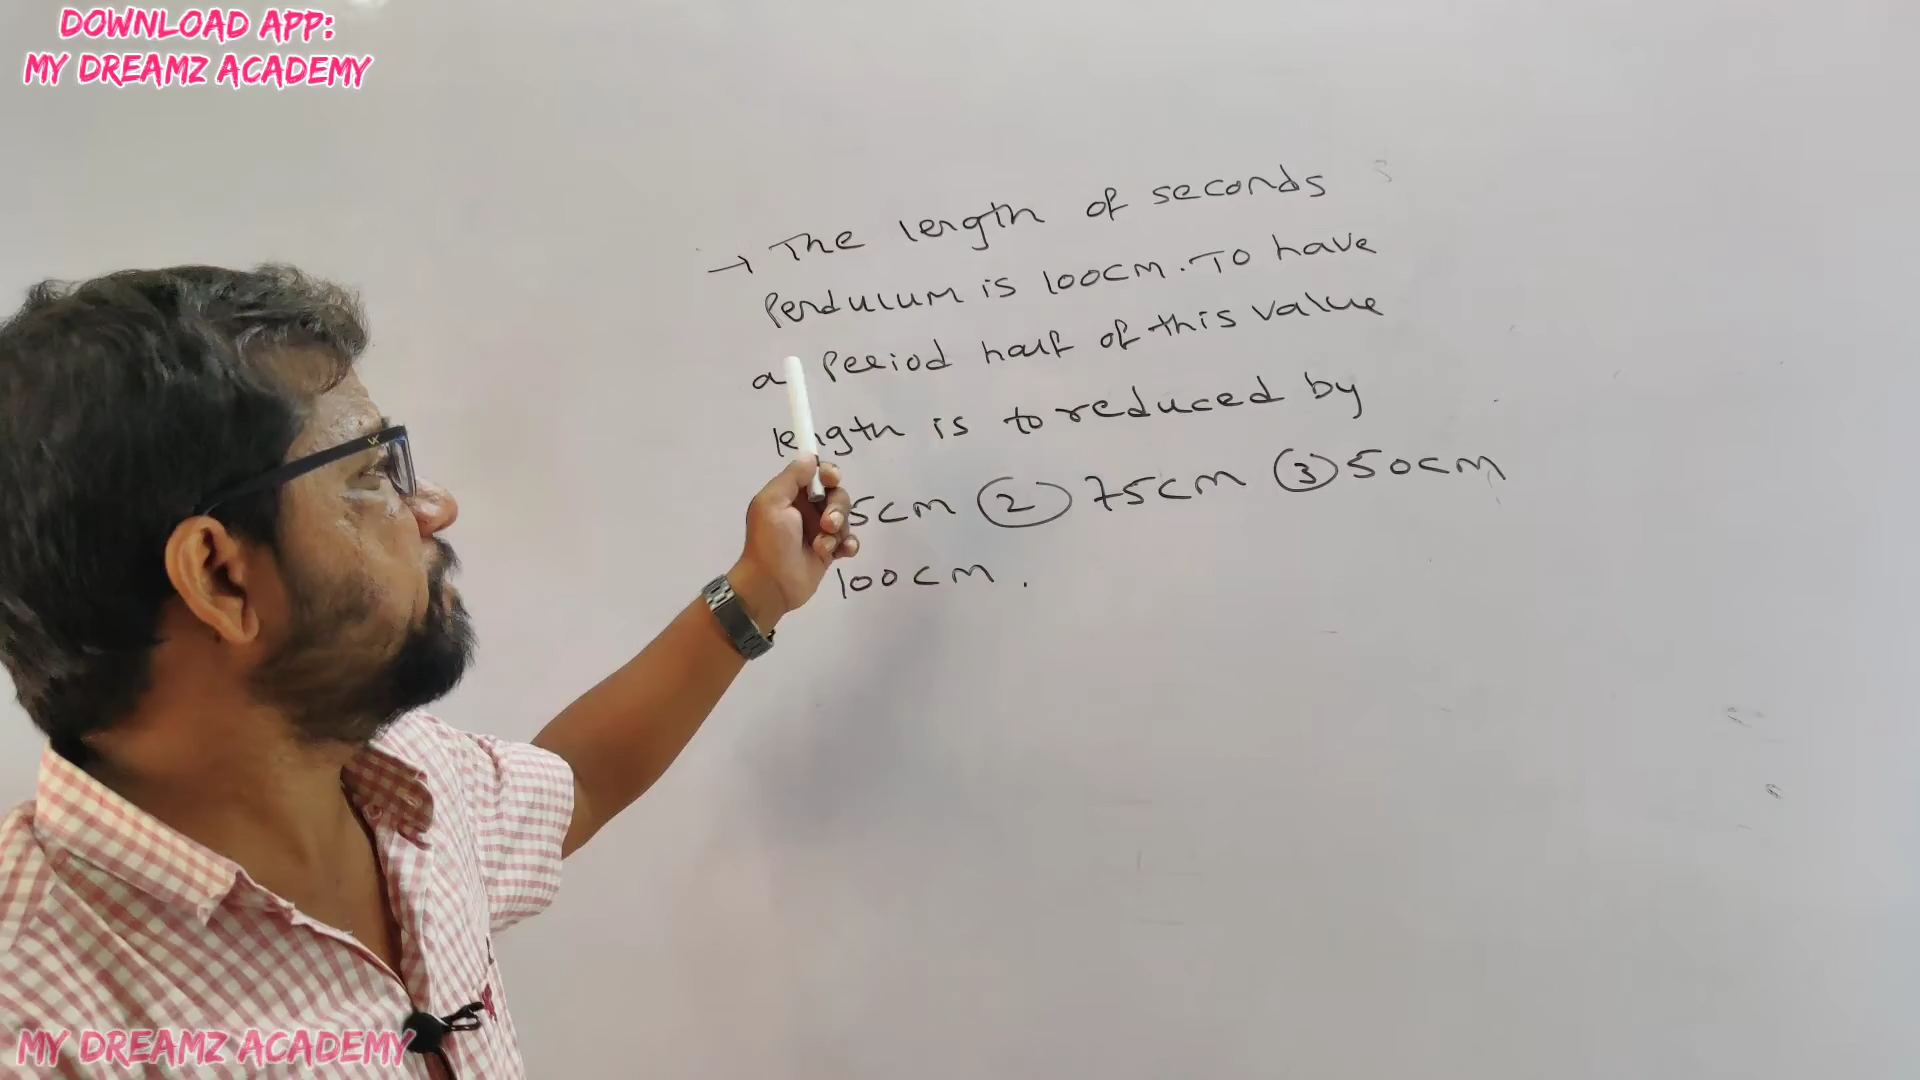 DOWNLOAD APP:
MY DREAMZ ACADEMY
→ The length of seconds
Pendulum is 100cm. To have
a period half of this value
length is to reduced by
5cm ② 75cm ③ 50cm
100cm.
MY DREAMZ ACADEMY